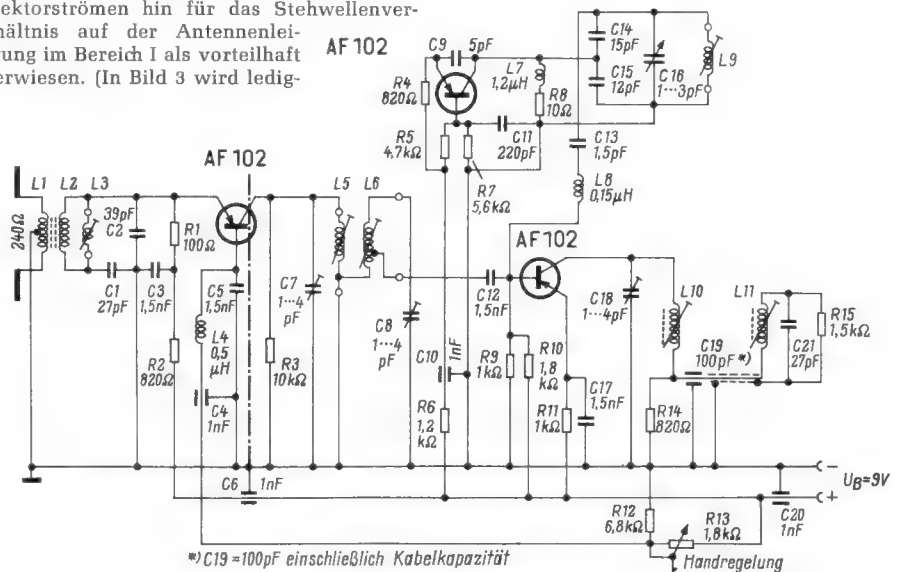 ektorströmen hin für das Stehwellenver-
hältnis auf der Antennenlei-
tung im Bereich I als vorteilhaft
erwiesen. (In Bild 3 wird ledig-
AF 102
C9 5pF
R4
820Ω
L7
1,2µH
R8
10Ω
C14
15pF
C15
12pF
C16
1···3pF
L9
R5
4,7kΩ
C11
220pF
R7
5,6kΩ
C13
1,5pF
L8
0,15µH
AF 102
L1
L2
L3
240Ω
39pF
C2
R1
100Ω
C1
27pF
C3
1,5nF
C5
1,5nF
L4
0,5
µH
R2
820Ω
C4
1nF
R3
10kΩ
C7
1···4
pF
L5
L6
C8
1···4
pF
C10
1nF
R6
1,2
kΩ
AF 102
C12
1,5nF
R9
1kΩ
R10
1,8
kΩ
R11
1kΩ
C17
1,5nF
C18
1···4pF
L10
L11
C19
100pF *)
R14
820Ω
C21
27pF
R15
1,5kΩ
C6
1nF
−
UB=9V
+
R12
6,8kΩ
R13
1,8kΩ
C20
1nF
*) C19 =100pF einschließlich Kabelkapazität
Handregelung